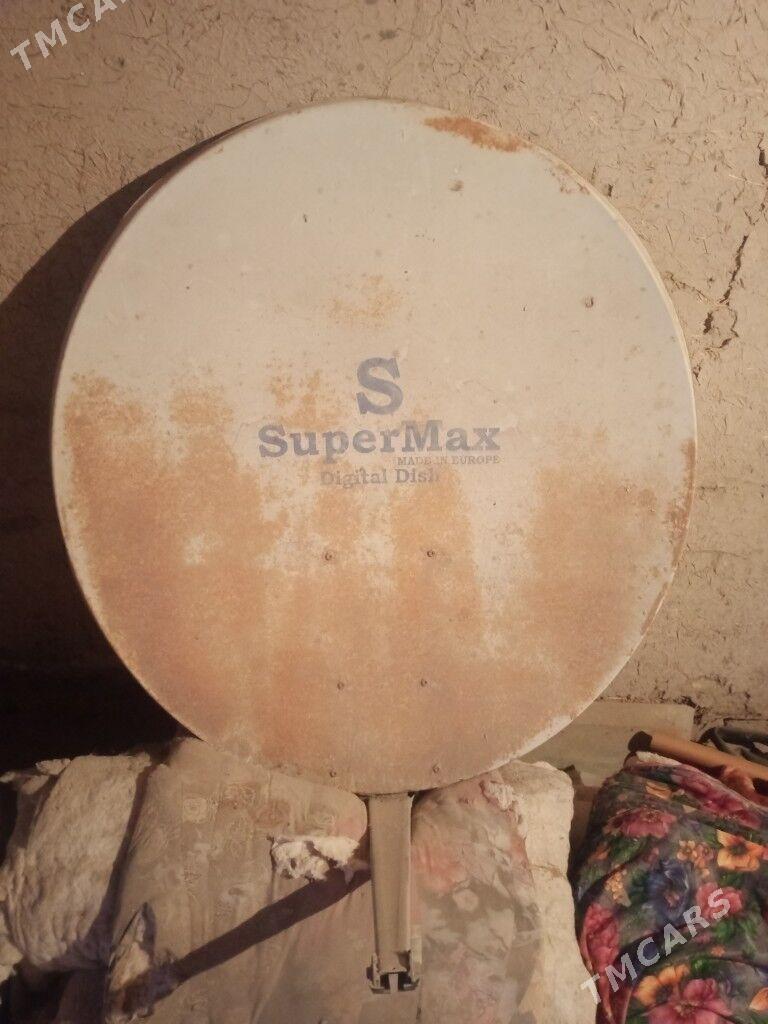 TMCARS
S
SuperMax
MADE IN EUROPE
Digital Dish
TMCARS